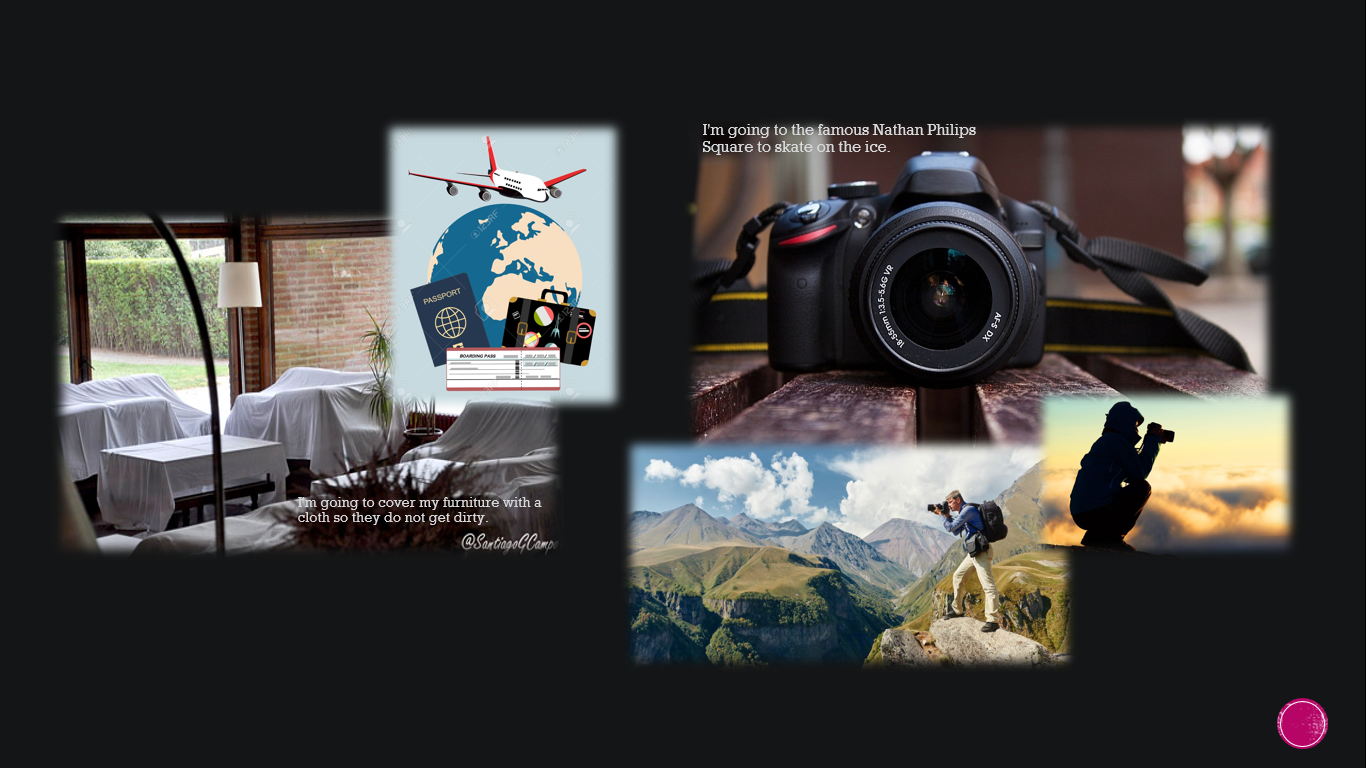 I'm going to the famous Nathan Philips
Square to skate on the ice.
PASSPORT
BOARDING PASS
18-55mm 1:3.5-5.6G VR
AF-S DX
I'm going to cover my furniture with a
cloth so they do not get dirty.
@SantiagoGCampo